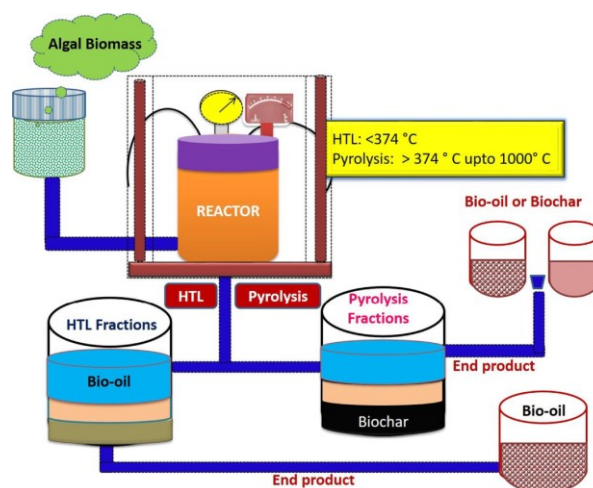 Algal Biomass
HTL: <374 °C
Pyrolysis: > 374 ° C upto 1000° C
REACTOR
Bio-oil or Biochar
HTL
Pyrolysis
HTL Fractions
Pyrolysis
Fractions
Bio-oil
Biochar
End product
Bio-oil
End product